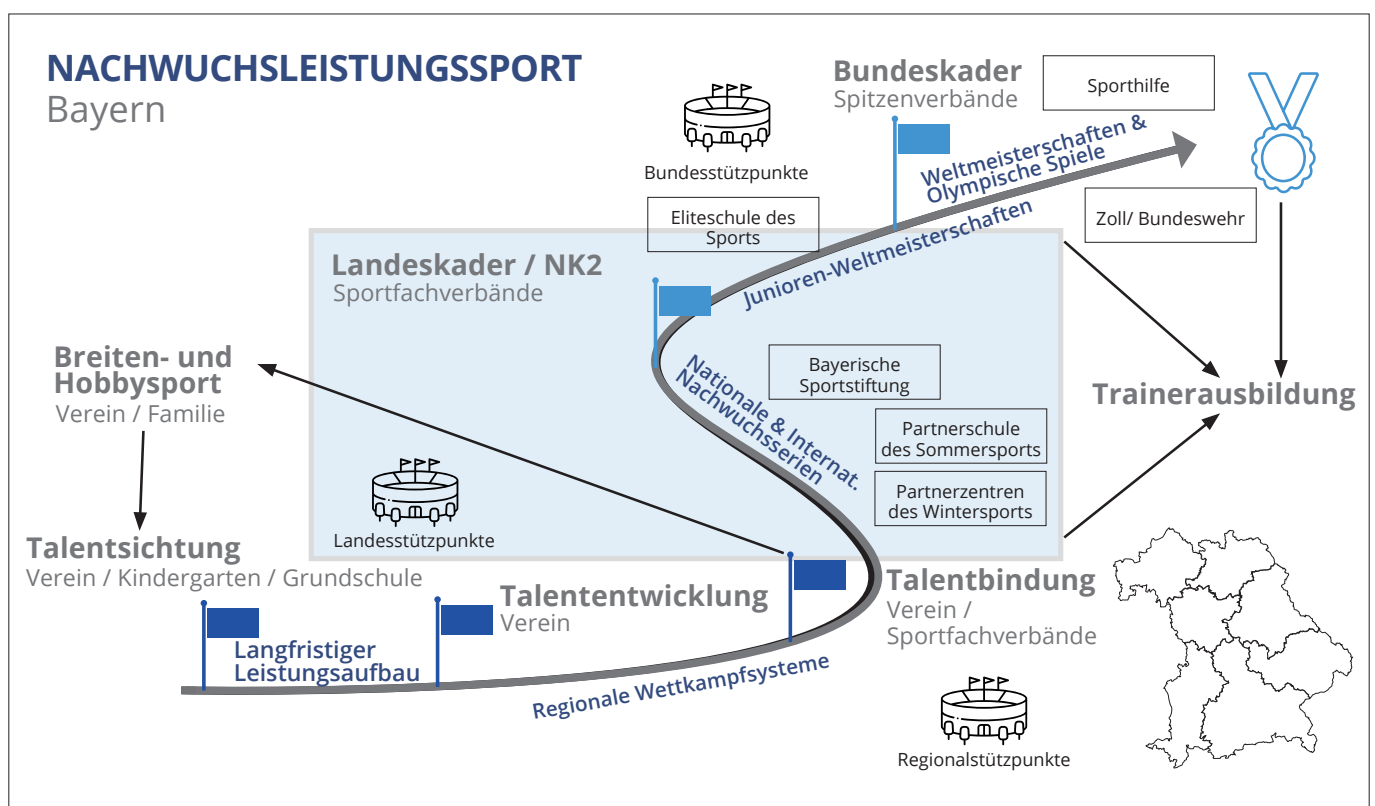 NACHWUCHSLEISTUNGSSPORT
Bayern
Bundeskader
Spitzenverbände
Sporthilfe
Bundesstützpunkte
Weltmeisterschaften &
Olympische Spiele
Eliteschule des
Sports
Zoll/ Bundeswehr
Junioren-Weltmeisterschaften
Landeskader / NK2
Sportfachverbände
Breiten- und
Hobbysport
Verein / Familie
Nationale & Internat.
Nachwuchsserien
Bayerische
Sportstiftung
Trainerausbildung
Partnerschule
des Sommersports
Partnerzentren
des Wintersports
Landesstützpunkte
Talentsichtung
Verein / Kindergarten / Grundschule
Talententwicklung
Verein
Talentbindung
Verein /
Sportfachverbände
Langfristiger
Leistungsaufbau
Regionale Wettkampfsysteme
Regionalstützpunkte